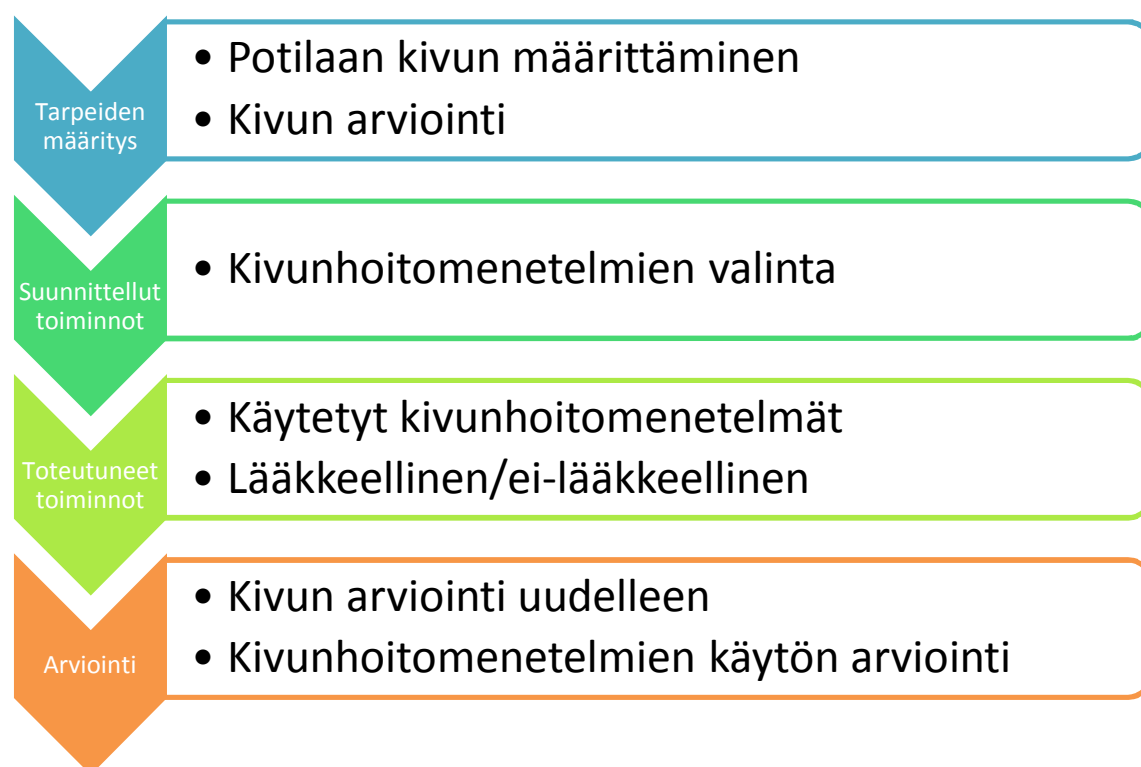 Tarpeiden
määritys
• Potilaan kivun määrittäminen
• Kivun arviointi
Suunnittellut
toiminnot
• Kivunhoitomenetelmien valinta
Toteutuneet
toiminnot
• Käytetyt kivunhoitomenetelmät
• Lääkkeellinen/ei-lääkkeellinen
Arviointi
• Kivun arviointi uudelleen
• Kivunhoitomenetelmien käytön arviointi